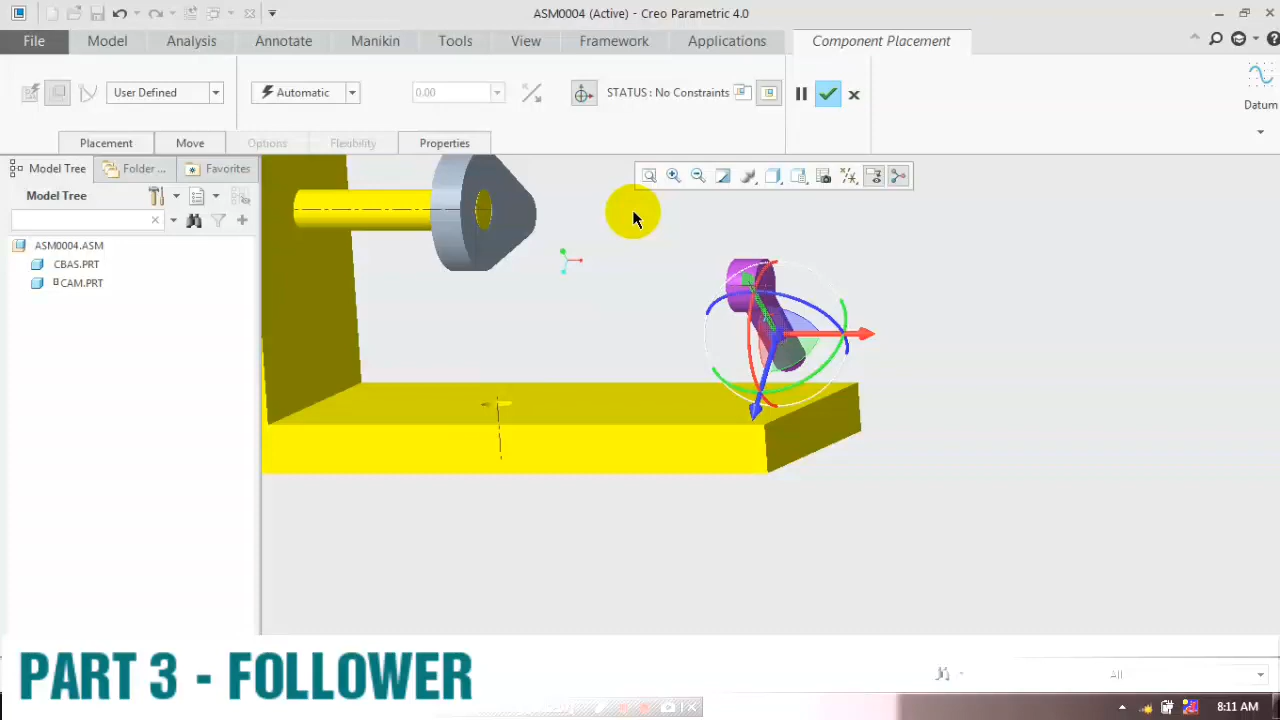 ASM0004 (Active) - Creo Parametric 4.0
File Model Analysis Annotate Manikin Tools View Framework Applications Component Placement
User Defined Automatic 0.00 STATUS : No Constraints
Datum
Placement Move Options Flexibility Properties
Model Tree Folder ... Favorites
Model Tree
ASM0004.ASM
CBAS.PRT
CAM.PRT
PART 3 - FOLLOWER
All
8:11 AM